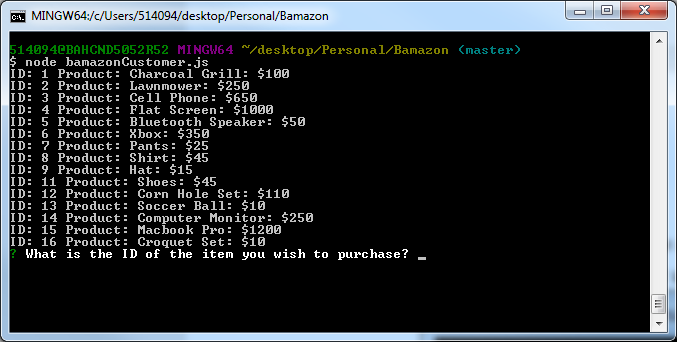 MINGW64:/c/Users/514094/desktop/Personal/Bamazon
514094@BAHCND5052R52 MINGW64 ~/desktop/Personal/Bamazon (master)
$ node bamazonCustomer.js
ID: 1 Product: Charcoal Grill: $100
ID: 2 Product: Lawnmower: $250
ID: 3 Product: Cell Phone: $650
ID: 4 Product: Flat Screen: $1000
ID: 5 Product: Bluetooth Speaker: $50
ID: 6 Product: Xbox: $350
ID: 7 Product: Pants: $25
ID: 8 Product: Shirt: $45
ID: 9 Product: Hat: $15
ID: 11 Product: Shoes: $45
ID: 12 Product: Corn Hole Set: $110
ID: 13 Product: Soccer Ball: $10
ID: 14 Product: Computer Monitor: $250
ID: 15 Product: Macbook Pro: $1200
ID: 16 Product: Croquet Set: $10
? What is the ID of the item you wish to purchase? _